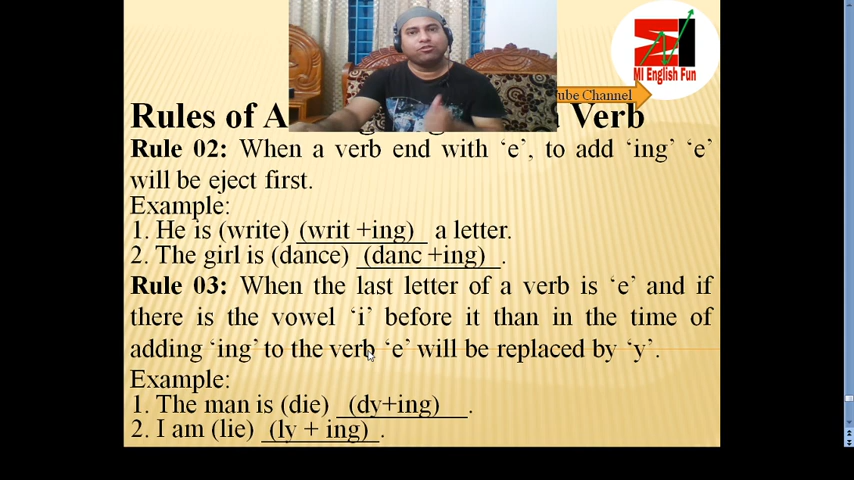 MI English Fun
ube Channel
Rules of A Verb
Rule 02: When a verb end with ‘e’, to add ‘ing’ ‘e’
will be eject first.
Example:
1. He is (write) (writ +ing) a letter.
2. The girl is (dance) (danc +ing) .
Rule 03: When the last letter of a verb is ‘e’ and if
there is the vowel ‘i’ before it than in the time of
adding ‘ing’ to the verb ‘e’ will be replaced by ‘y’.
Example:
1. The man is (die) (dy+ing) .
2. I am (lie) (ly + ing) .